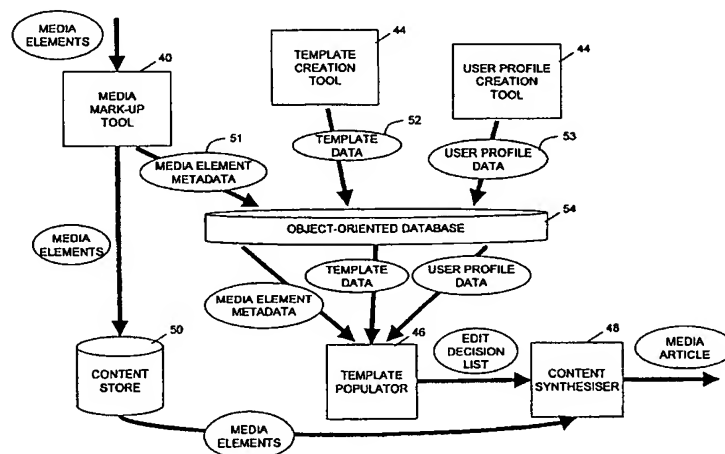 MEDIA
ELEMENTS
40
MEDIA
MARK-UP
TOOL
44
TEMPLATE
CREATION
TOOL
44
USER PROFILE
CREATION
TOOL
51
MEDIA ELEMENT
METADATA
52
TEMPLATE
DATA
53
USER PROFILE
DATA
54
OBJECT-ORIENTED DATABASE
MEDIA
ELEMENTS
MEDIA ELEMENT
METADATA
TEMPLATE
DATA
USER PROFILE
DATA
50
CONTENT
STORE
46
TEMPLATE
POPULATOR
EDIT
DECISION
LIST
48
CONTENT
SYNTHESISER
MEDIA
ARTICLE
MEDIA
ELEMENTS